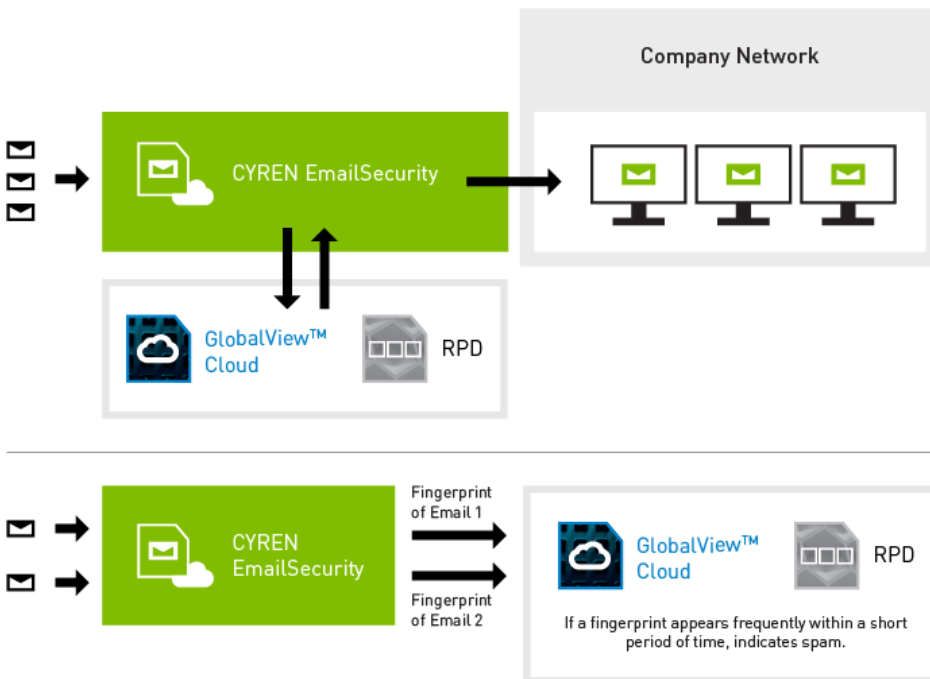 Company Network
CYREN EmailSecurity
GlobalView™
Cloud
RPD
Fingerprint
of Email 1
CYREN
EmailSecurity
Fingerprint
of Email 2
GlobalView™
Cloud
RPD
If a fingerprint appears frequently within a short
period of time, indicates spam.